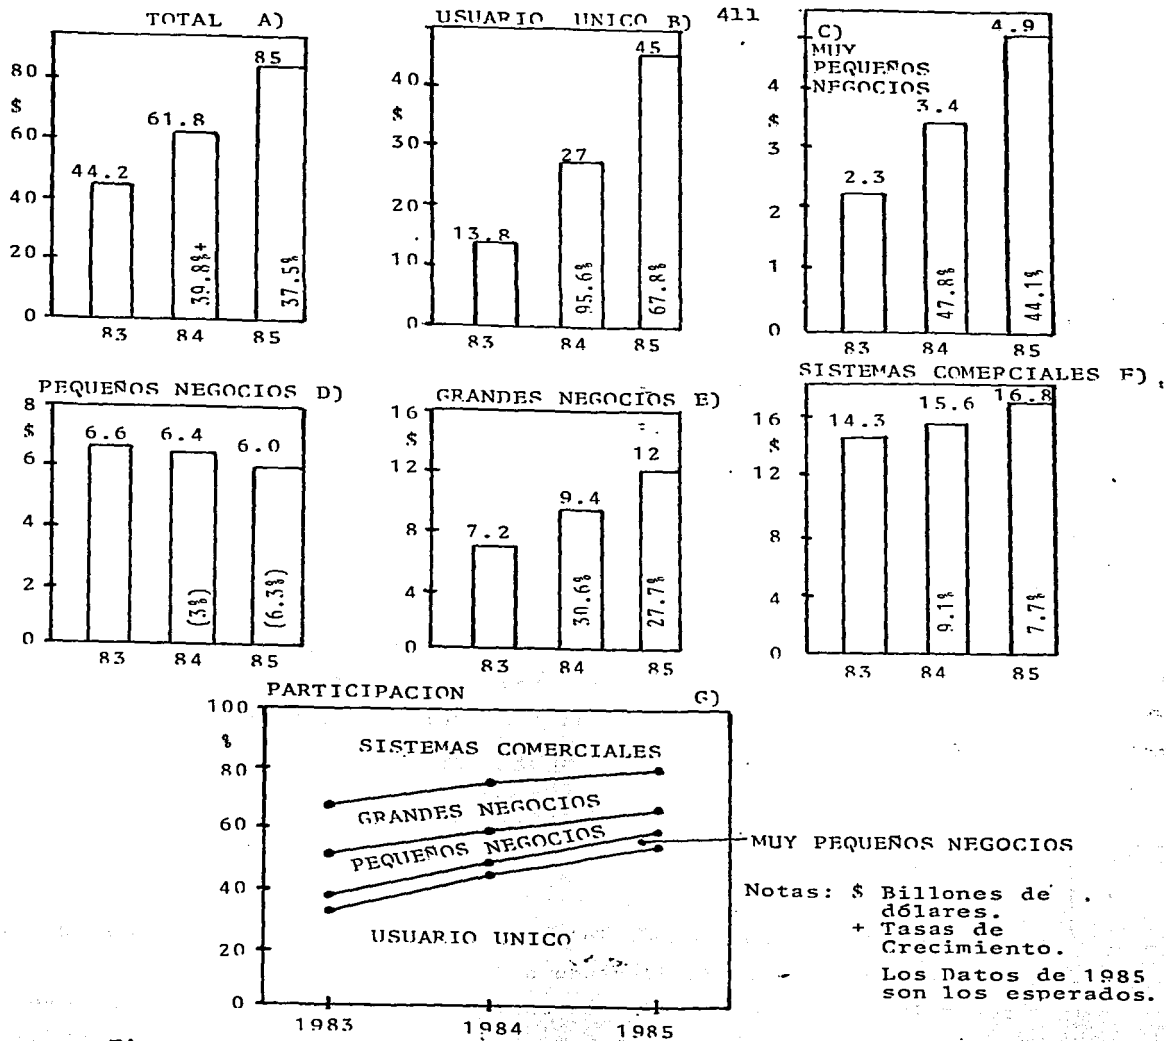 411
TOTAL A)
80
$
60
40
20
0
44.2
61.8
85
39.8%+
37.5%
83 84 85
USUARIO UNICO B)
40
$
30
20
10
0
13.8
27
45
95.6%
67.8%
83 84 85
C)
MUY
PEQUEÑOS
NEGOCIOS
4
$
3
2
1
0
2.3
3.4
4.9
47.8%
44.1%
83 84 85
PEQUEÑOS NEGOCIOS D)
8
$
6
4
2
0
6.6
6.4
6.0
(3%)
(6.3%)
83 84 85
GRANDES NEGOCIOS E)
16
$
12
8
4
0
7.2
9.4
12
30.6%
27.7%
83 84 85
SISTEMAS COMERCIALES F)
16
$
12
8
4
0
14.3
15.6
16.8
9.1%
7.7%
83 84 85
PARTICIPACION G)
100
%
80
60
40
20
0
SISTEMAS COMERCIALES
GRANDES NEGOCIOS
PEQUEÑOS NEGOCIOS
MUY PEQUEÑOS NEGOCIOS
USUARIO UNICO
1983 1984 1985
Notas: $ Billones de
dólares.
+ Tasas de
Crecimiento.
Los Datos de 1985
son los esperados.